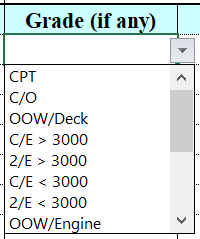 Grade (if any)
CPT
C/O
OOW/Deck
C/E > 3000
2/E > 3000
C/E < 3000
2/E < 3000
OOW/Engine